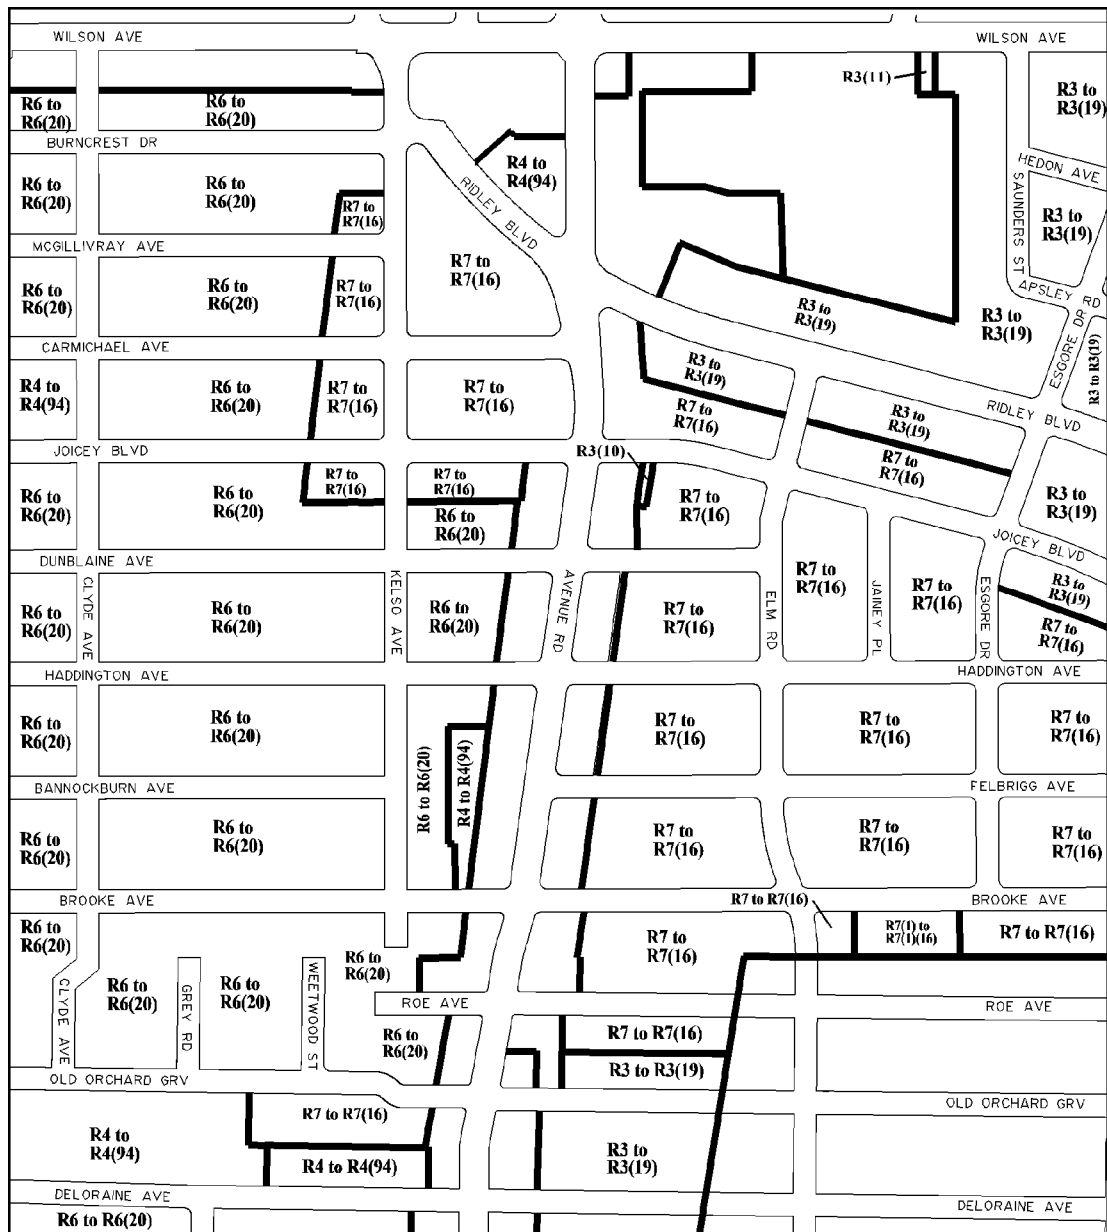 WILSON AVE
WILSON AVE
R3(11)
R3 to
R3(19)
R6 to
R6(20)
R6 to
R6(20)
BURNCREST DR
R4 to
R4(94)
HEDON AVE
R6 to
R6(20)
R6 to
R6(20)
R7 to
R7(16)
RIDLEY BLVD
SAUNDERS ST
R3 to
R3(19)
MCGILLIVRAY AVE
R6 to
R6(20)
R6 to
R6(20)
R7 to
R7(16)
R7 to
R7(16)
R3 to
R3(19)
APSLEY RD
R3 to
R3(19)
ESGORE DR
R3 to R3(19)
CARMICHAEL AVE
R4 to
R4(94)
R6 to
R6(20)
R7 to
R7(16)
R7 to
R7(16)
R3 to
R3(19)
R7 to
R7(16)
R3 to
R3(19)
R7 to
R7(16)
RIDLEY BLVD
JOICEY BLVD
R3(10)
R6 to
R6(20)
R6 to
R6(20)
R7 to
R7(16)
R7 to
R7(16)
R6 to
R6(20)
R7 to
R7(16)
R3 to
R3(19)
JOICEY BLVD
DUNBLAINE AVE
CLYDE AVE
KELSO AVE
AVENUE RD
ELM RD
JAINEY PL
ESGORE DR
R6 to
R6(20)
R6 to
R6(20)
R6 to
R6(20)
R7 to
R7(16)
R7 to
R7(16)
R7 to
R7(16)
R3 to
R3(19)
R7 to
R7(16)
HADDINGTON AVE
HADDINGTON AVE
R6 to
R6(20)
R6 to
R6(20)
R6 to R6(20)
R4 to R4(94)
R7 to
R7(16)
R7 to
R7(16)
R7 to
R7(16)
BANNOCKBURN AVE
FELBRIGG AVE
R6 to
R6(20)
R6 to
R6(20)
R7 to
R7(16)
R7 to
R7(16)
R7 to
R7(16)
BROOKE AVE
R7 to R7(16)
BROOKE AVE
R6 to
R6(20)
R6 to
R6(20)
R7 to
R7(16)
R7(1) to
R7(1)(16)
R7 to R7(16)
CLYDE AVE
R6 to
R6(20)
GREY RD
R6 to
R6(20)
WEETWOOD ST
ROE AVE
ROE AVE
R6 to
R6(20)
R7 to R7(16)
R3 to R3(19)
OLD ORCHARD GRV
OLD ORCHARD GRV
R7 to R7(16)
R4 to
R4(94)
R4 to R4(94)
R3 to
R3(19)
DELORAINE AVE
DELORAINE AVE
R6 to R6(20)